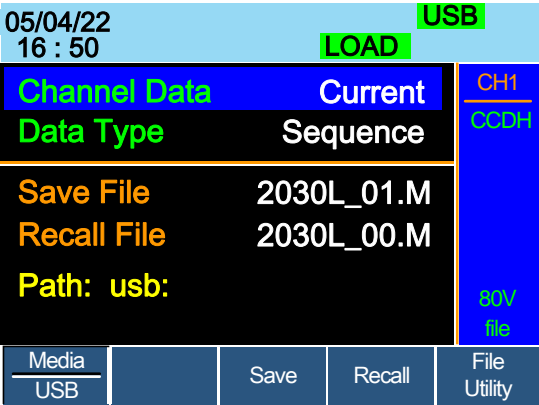 05/04/22 USB
16 : 50 LOAD
Channel Data Current
Data Type Sequence
Save File 2030L_01.M
Recall File 2030L_00.M
Path: usb:
CH1
CCDH
80V
file
Media
USB
Save
Recall
File
Utility